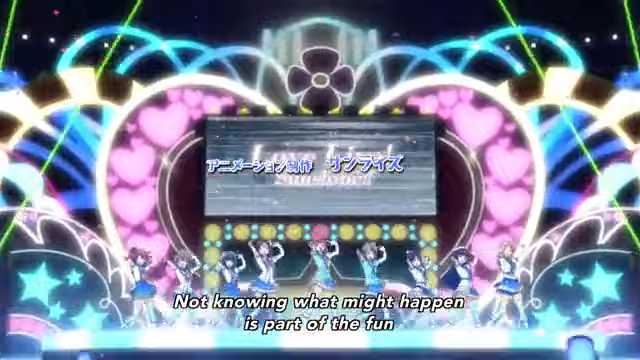 アニメーション制作 サンライズ
Not knowing what might happen
is part of the fun